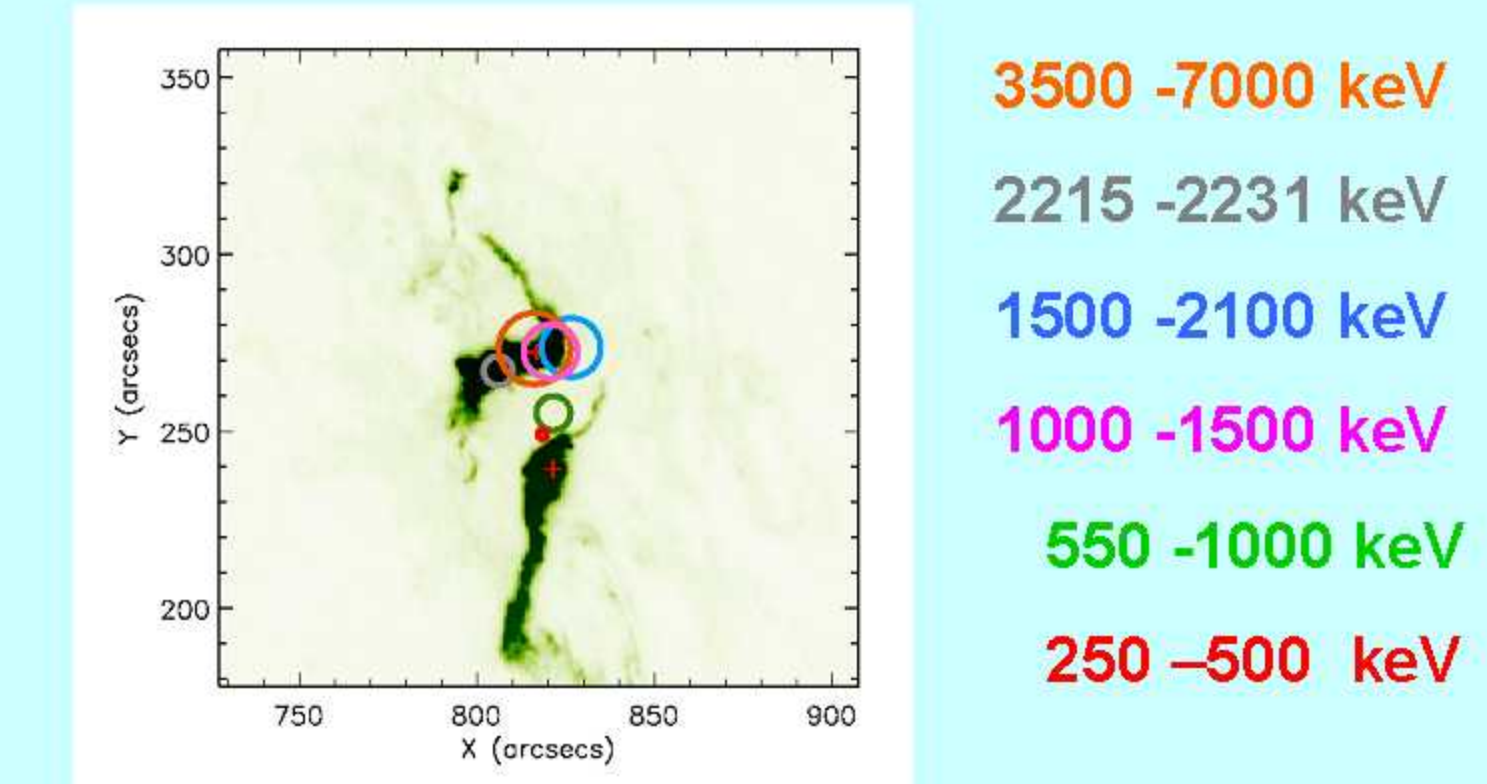 350
300
250
200
Y (arcsecs)
750 800 850 900
X (arcsecs)
3500 -7000 keV
2215 -2231 keV
1500 -2100 keV
1000 -1500 keV
550 -1000 keV
250 –500 keV